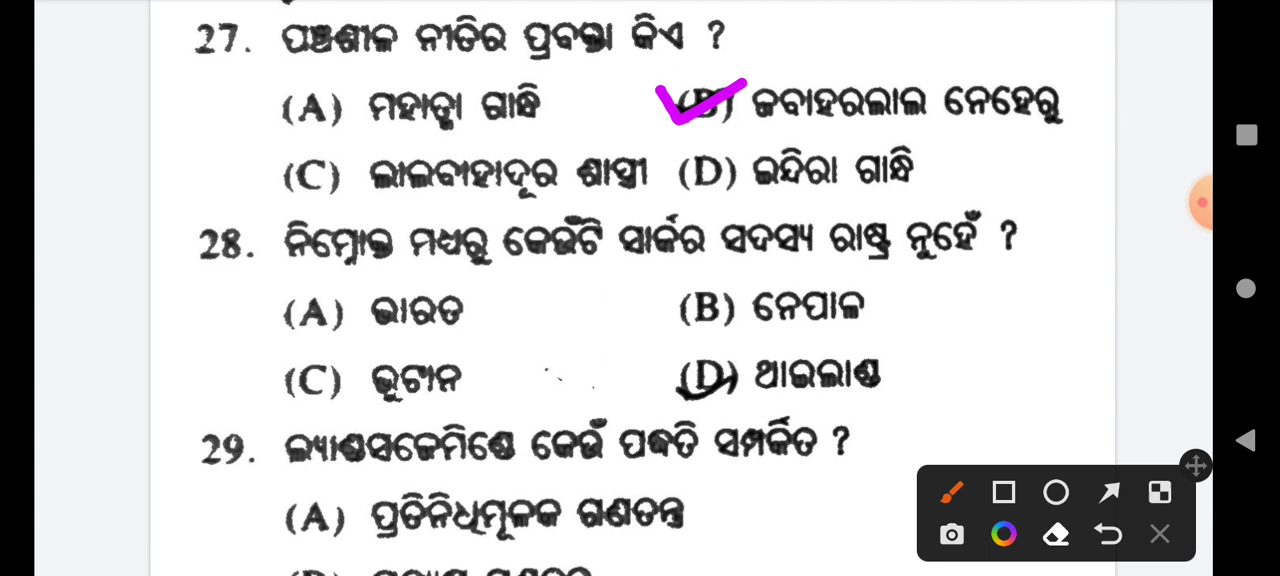 27. ପଞ୍ଚଶୀଳ ନୀତିର ପ୍ରବକ୍ତା କିଏ ?
(A) ମହାତ୍ମା ଗାନ୍ଧି (B) ଜବାହରଲାଲ ନେହେରୁ
(C) ଲାଲବାହାଦୂର ଶାସ୍ତ୍ରୀ (D) ଇନ୍ଦିରା ଗାନ୍ଧି
28. ନିମ୍ନୋକ୍ତ ମଧ୍ୟରୁ କେଉଁଟି ସାର୍କର ସଦସ୍ୟ ରାଷ୍ଟ୍ର ନୁହେଁ ?
(A) ଭାରତ (B) ନେପାଳ
(C) ଭୂଟାନ (D) ଥାଇଲାଣ୍ଡ
29. ଲ୍ୟାଣ୍ଡସଜେମିଣ୍ଡେ କେଉଁ ପଦ୍ଧତି ସମ୍ପର୍କିତ ?
(A) ପ୍ରତିନିଧିମୂଳକ ଗଣତନ୍ତ୍ର